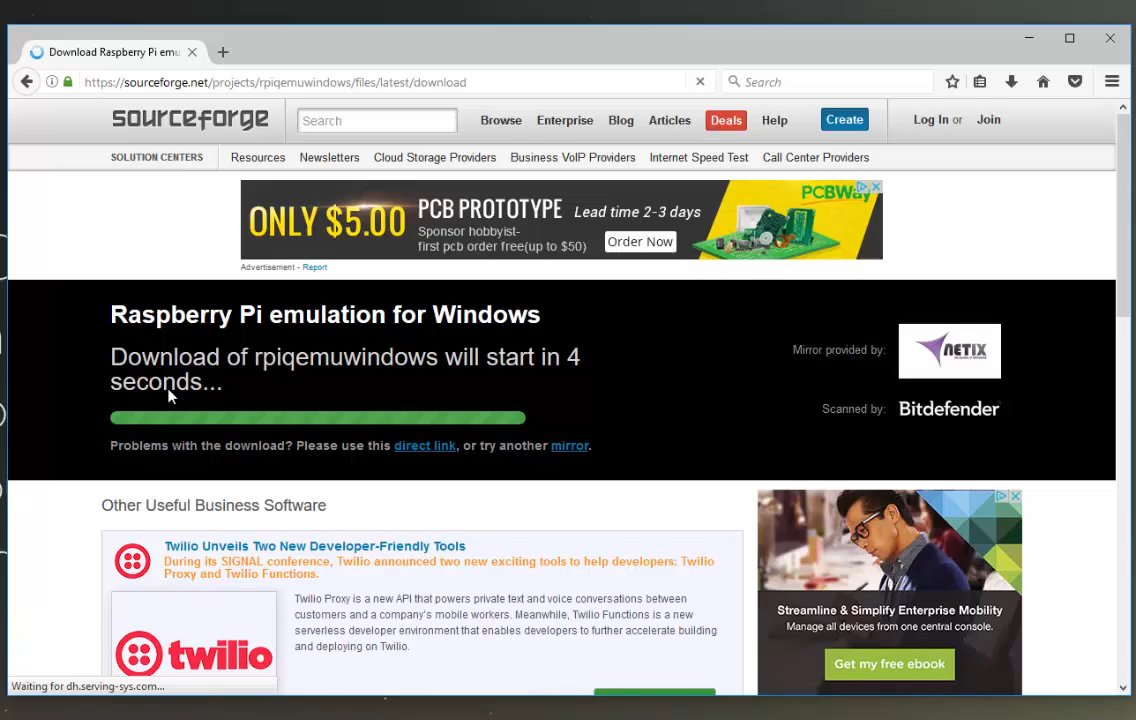 Download Raspberry Pi emu
https://sourceforge.net/projects/rpiqemuwindows/files/latest/download
Search
sourceforge
Search
Browse
Enterprise
Blog
Articles
Deals
Help
Create
Log In or Join
SOLUTION CENTERS
Resources
Newsletters
Cloud Storage Providers
Business VoIP Providers
Internet Speed Test
Call Center Providers
ONLY $5.00
PCB PROTOTYPE
Lead time 2-3 days
Sponsor hobbyist-
first pcb order free(up to $50)
Order Now
PCBWay
Advertisement - Report
Raspberry Pi emulation for Windows
Download of rpiqemuwindows will start in 4
seconds...
Problems with the download? Please use this direct link, or try another mirror.
Mirror provided by:
NETIX
Scanned by:
Bitdefender
Other Useful Business Software
Twilio Unveils Two New Developer-Friendly Tools
During its SIGNAL conference, Twilio announced two new exciting tools to help developers: Twilio
Proxy and Twilio Functions.
Twilio Proxy is a new API that powers private text and voice conversations between
customers and a company's mobile workers. Meanwhile, Twilio Functions is a new
serverless developer environment that enables developers to further accelerate building
and deploying on Twilio.
twilio
Streamline & Simplify Enterprise Mobility
Manage all devices from one central console.
Get my free ebook
Waiting for dh.serving-sys.com...